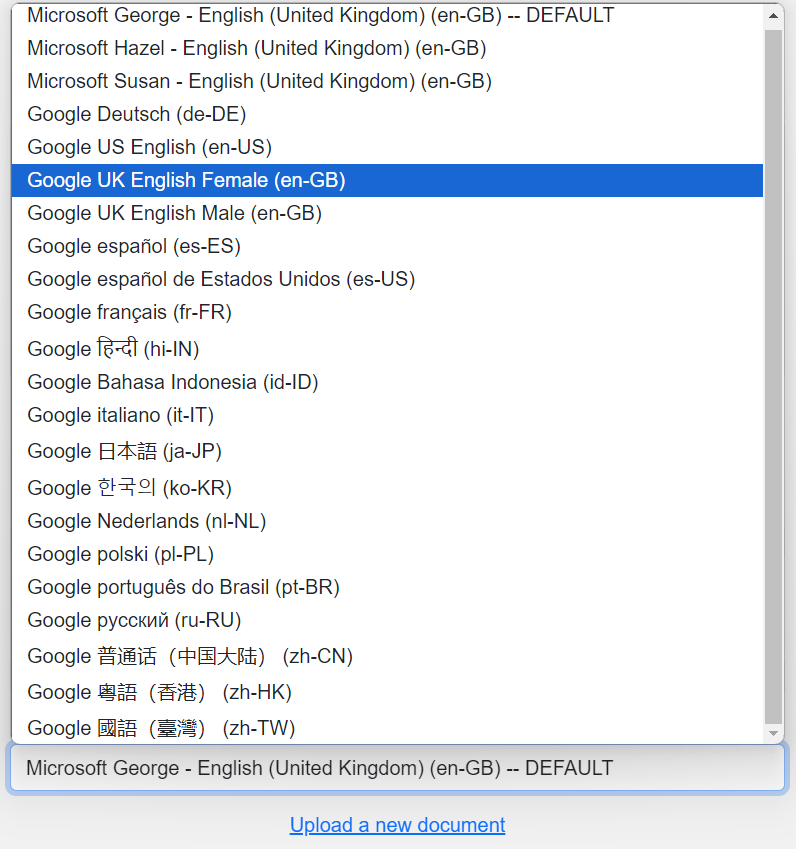 Microsoft George - English (United Kingdom) (en-GB) -- DEFAULT
Microsoft Hazel - English (United Kingdom) (en-GB)
Microsoft Susan - English (United Kingdom) (en-GB)
Google Deutsch (de-DE)
Google US English (en-US)
Google UK English Female (en-GB)
Google UK English Male (en-GB)
Google español (es-ES)
Google español de Estados Unidos (es-US)
Google français (fr-FR)
Google हिन्दी (hi-IN)
Google Bahasa Indonesia (id-ID)
Google italiano (it-IT)
Google 日本語 (ja-JP)
Google 한국의 (ko-KR)
Google Nederlands (nl-NL)
Google polski (pl-PL)
Google português do Brasil (pt-BR)
Google русский (ru-RU)
Google 普通话（中国大陆） (zh-CN)
Google 粤語（香港） (zh-HK)
Google 國語（臺灣） (zh-TW)
Microsoft George - English (United Kingdom) (en-GB) -- DEFAULT
Upload a new document